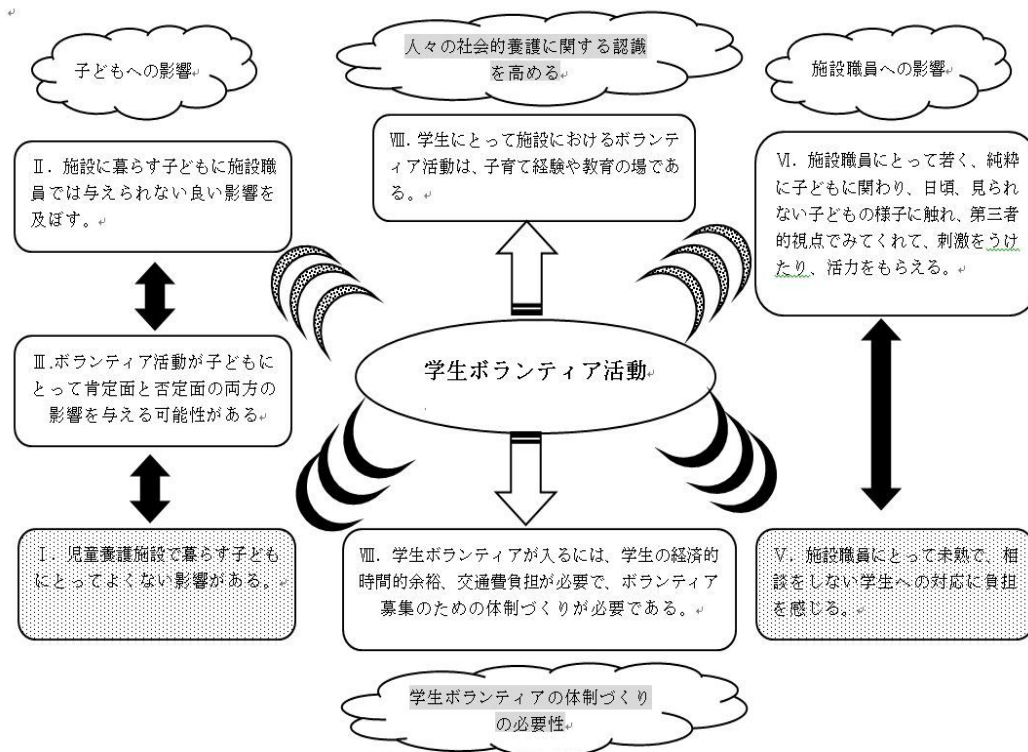 人々の社会的養護に関する認識
を高める
子どもへの影響
施設職員への影響
Ⅱ．施設に暮らす子どもに施設職
員では与えられない良い影響を
及ぼす。
Ⅷ．学生にとって施設におけるボランテ
ィア活動は、子育て経験や教育の場であ
る。
Ⅵ．施設職員にとって若く、純粋
に子どもに関わり、日頃、見られ
ない子どもの様子に触れ、第三者
的視点でみてくれて、刺激をうけ
たり、活力をもらえる。
Ⅲ.ボランティア活動が子どもに
とって肯定面と否定面の両方の
影響を与える可能性がある
学生ボランティア活動
Ⅰ．児童養護施設で暮らす子ども
にとってよくない影響がある。
Ⅷ．学生ボランティアが入るには、学生の経済的
時間的余裕、交通費負担が必要で、ボランティア
募集のための体制づくりが必要である。
Ⅴ．施設職員にとって未熟で、相
談をしない学生への対応に負担
を感じる。
学生ボランティアの体制づくり
の必要性